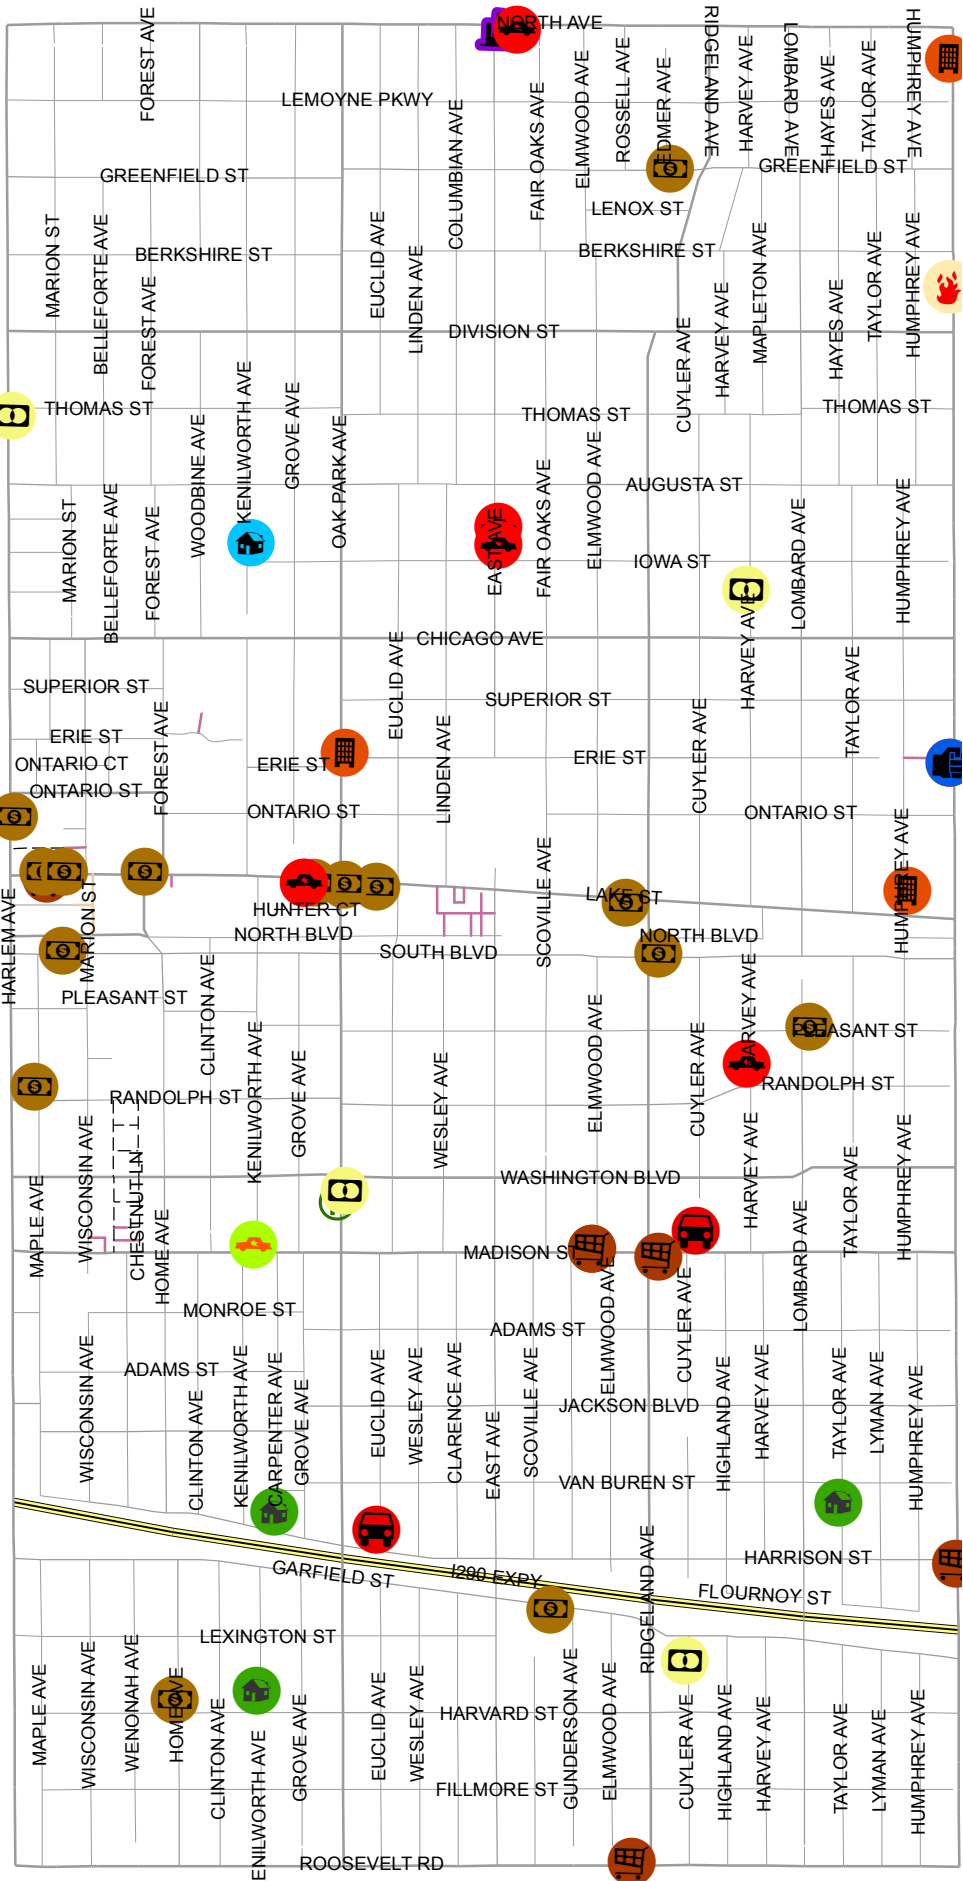 NORTH AVE
FOREST AVE
RIDGELAND AVE
HARVEY AVE
LOMBARD AVE
HAYES AVE
TAYLOR AVE
HUMPHREY AVE
LEMOYNE PKWY
COLUMBIAN AVE
FAIR OAKS AVE
ELMWOOD AVE
ROSSELL AVE
EDMER AVE
GREENFIELD ST
GREENFIELD ST
LENOX ST
MARION ST
BELLEFORTE AVE
BERKSHIRE ST
FOREST AVE
EUCLID AVE
LINDEN AVE
BERKSHIRE ST
MAPLETON AVE
TAYLOR AVE
HUMPHREY AVE
DIVISION ST
CUYLER AVE
HARVEY AVE
HAYES AVE
THOMAS ST
KENILWORTH AVE
GROVE AVE
THOMAS ST
THOMAS ST
WOODBINE AVE
OAK PARK AVE
MARION ST
BELLEFORTE AVE
FOREST AVE
EAST AVE
FAIR OAKS AVE
ELMWOOD AVE
AUGUSTA ST
IOWA ST
LOMBARD AVE
HUMPHREY AVE
HARVEY AVE
CHICAGO AVE
SUPERIOR ST
EUCLID AVE
SUPERIOR ST
ERIE ST
FOREST AVE
LINDEN AVE
CUYLER AVE
TAYLOR AVE
ONTARIO CT
ERIE ST
ERIE ST
ONTARIO ST
ONTARIO ST
ONTARIO ST
HARLEM AVE
MARION ST
SCOVILLE AVE
LAKE ST
HUMPHREY AVE
HUNTER CT
NORTH BLVD
NORTH BLVD
SOUTH BLVD
PLEASANT ST
CLINTON AVE
HARVEY AVE
PLEASANT ST
KENILWORTH AVE
GROVE AVE
WESLEY AVE
ELMWOOD AVE
CUYLER AVE
RANDOLPH ST
RANDOLPH ST
MAPLE AVE
WISCONSIN AVE
CHESTNUT LN
HOME AVE
WASHINGTON BLVD
HARVEY AVE
LOMBARD AVE
TAYLOR AVE
HUMPHREY AVE
MADISON ST
MONROE ST
ELMWOOD AVE
CUYLER AVE
ADAMS ST
ADAMS ST
WISCONSIN AVE
CLINTON AVE
KENILWORTH AVE
CARPENTER AVE
GROVE AVE
EUCLID AVE
WESLEY AVE
CLARENCE AVE
EAST AVE
SCOVILLE AVE
JACKSON BLVD
HIGHLAND AVE
HARVEY AVE
TAYLOR AVE
LYMAN AVE
HUMPHREY AVE
VAN BUREN ST
HARRISON ST
GARFIELD ST
I290 EXPY
RIDGELAND AVE
FLOURNOY ST
LEXINGTON ST
MAPLE AVE
WISCONSIN AVE
WENONAH AVE
HOME AVE
CLINTON AVE
ENILWORTH AVE
GROVE AVE
EUCLID AVE
WESLEY AVE
HARVARD ST
GUNDERSON AVE
ELMWOOD AVE
CUYLER AVE
HIGHLAND AVE
HARVEY AVE
TAYLOR AVE
LYMAN AVE
HUMPHREY AVE
FILLMORE ST
ROOSEVELT RD